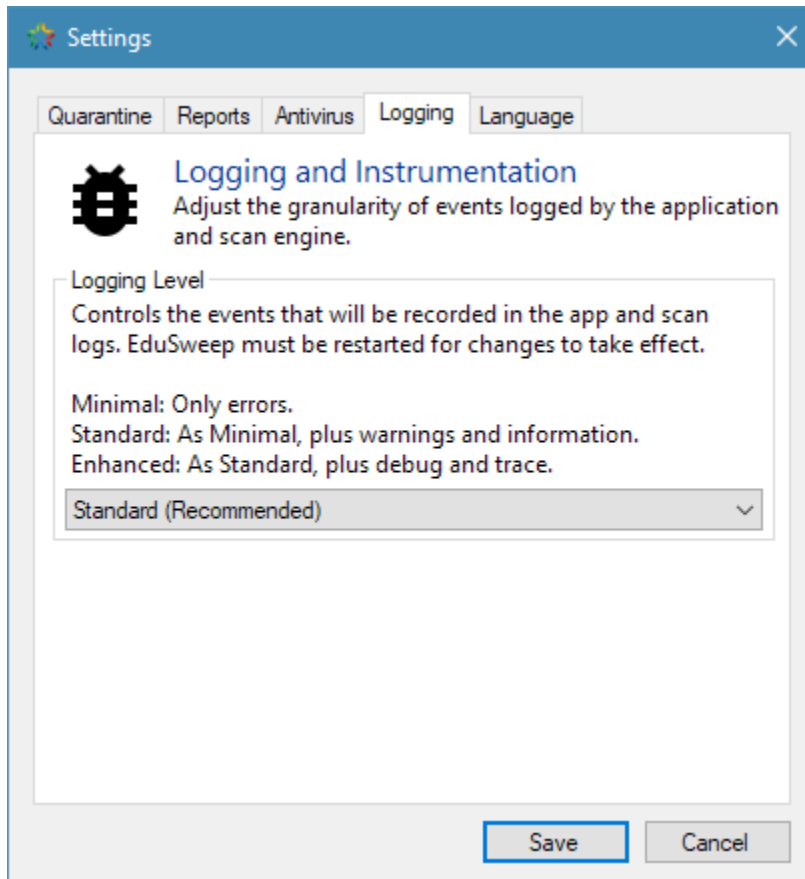 Settings
Quarantine Reports Antivirus Logging Language
Logging and Instrumentation
Adjust the granularity of events logged by the application
and scan engine.
Logging Level
Controls the events that will be recorded in the app and scan
logs. EduSweep must be restarted for changes to take effect.
Minimal: Only errors.
Standard: As Minimal, plus warnings and information.
Enhanced: As Standard, plus debug and trace.
Standard (Recommended)
Save Cancel